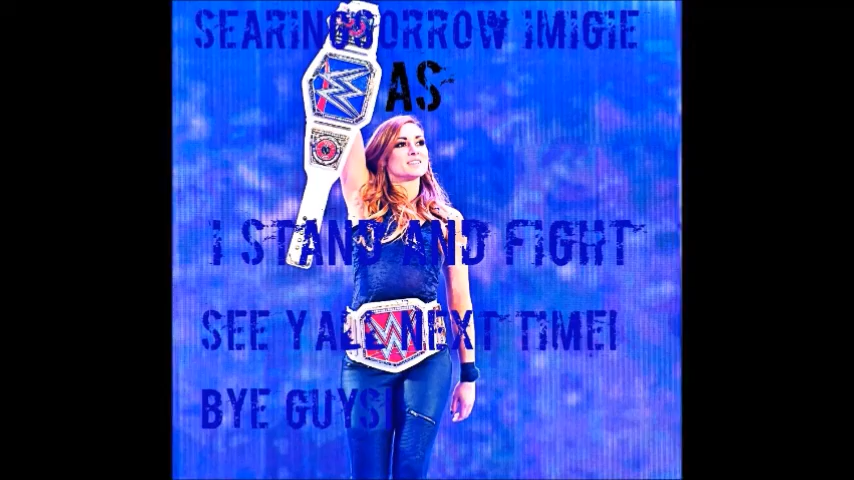 SEARINGSORROW IMIGIE
AS
I STAND AND FIGHT
SEE YALL NEXT TIME!
BYE GUYS!!